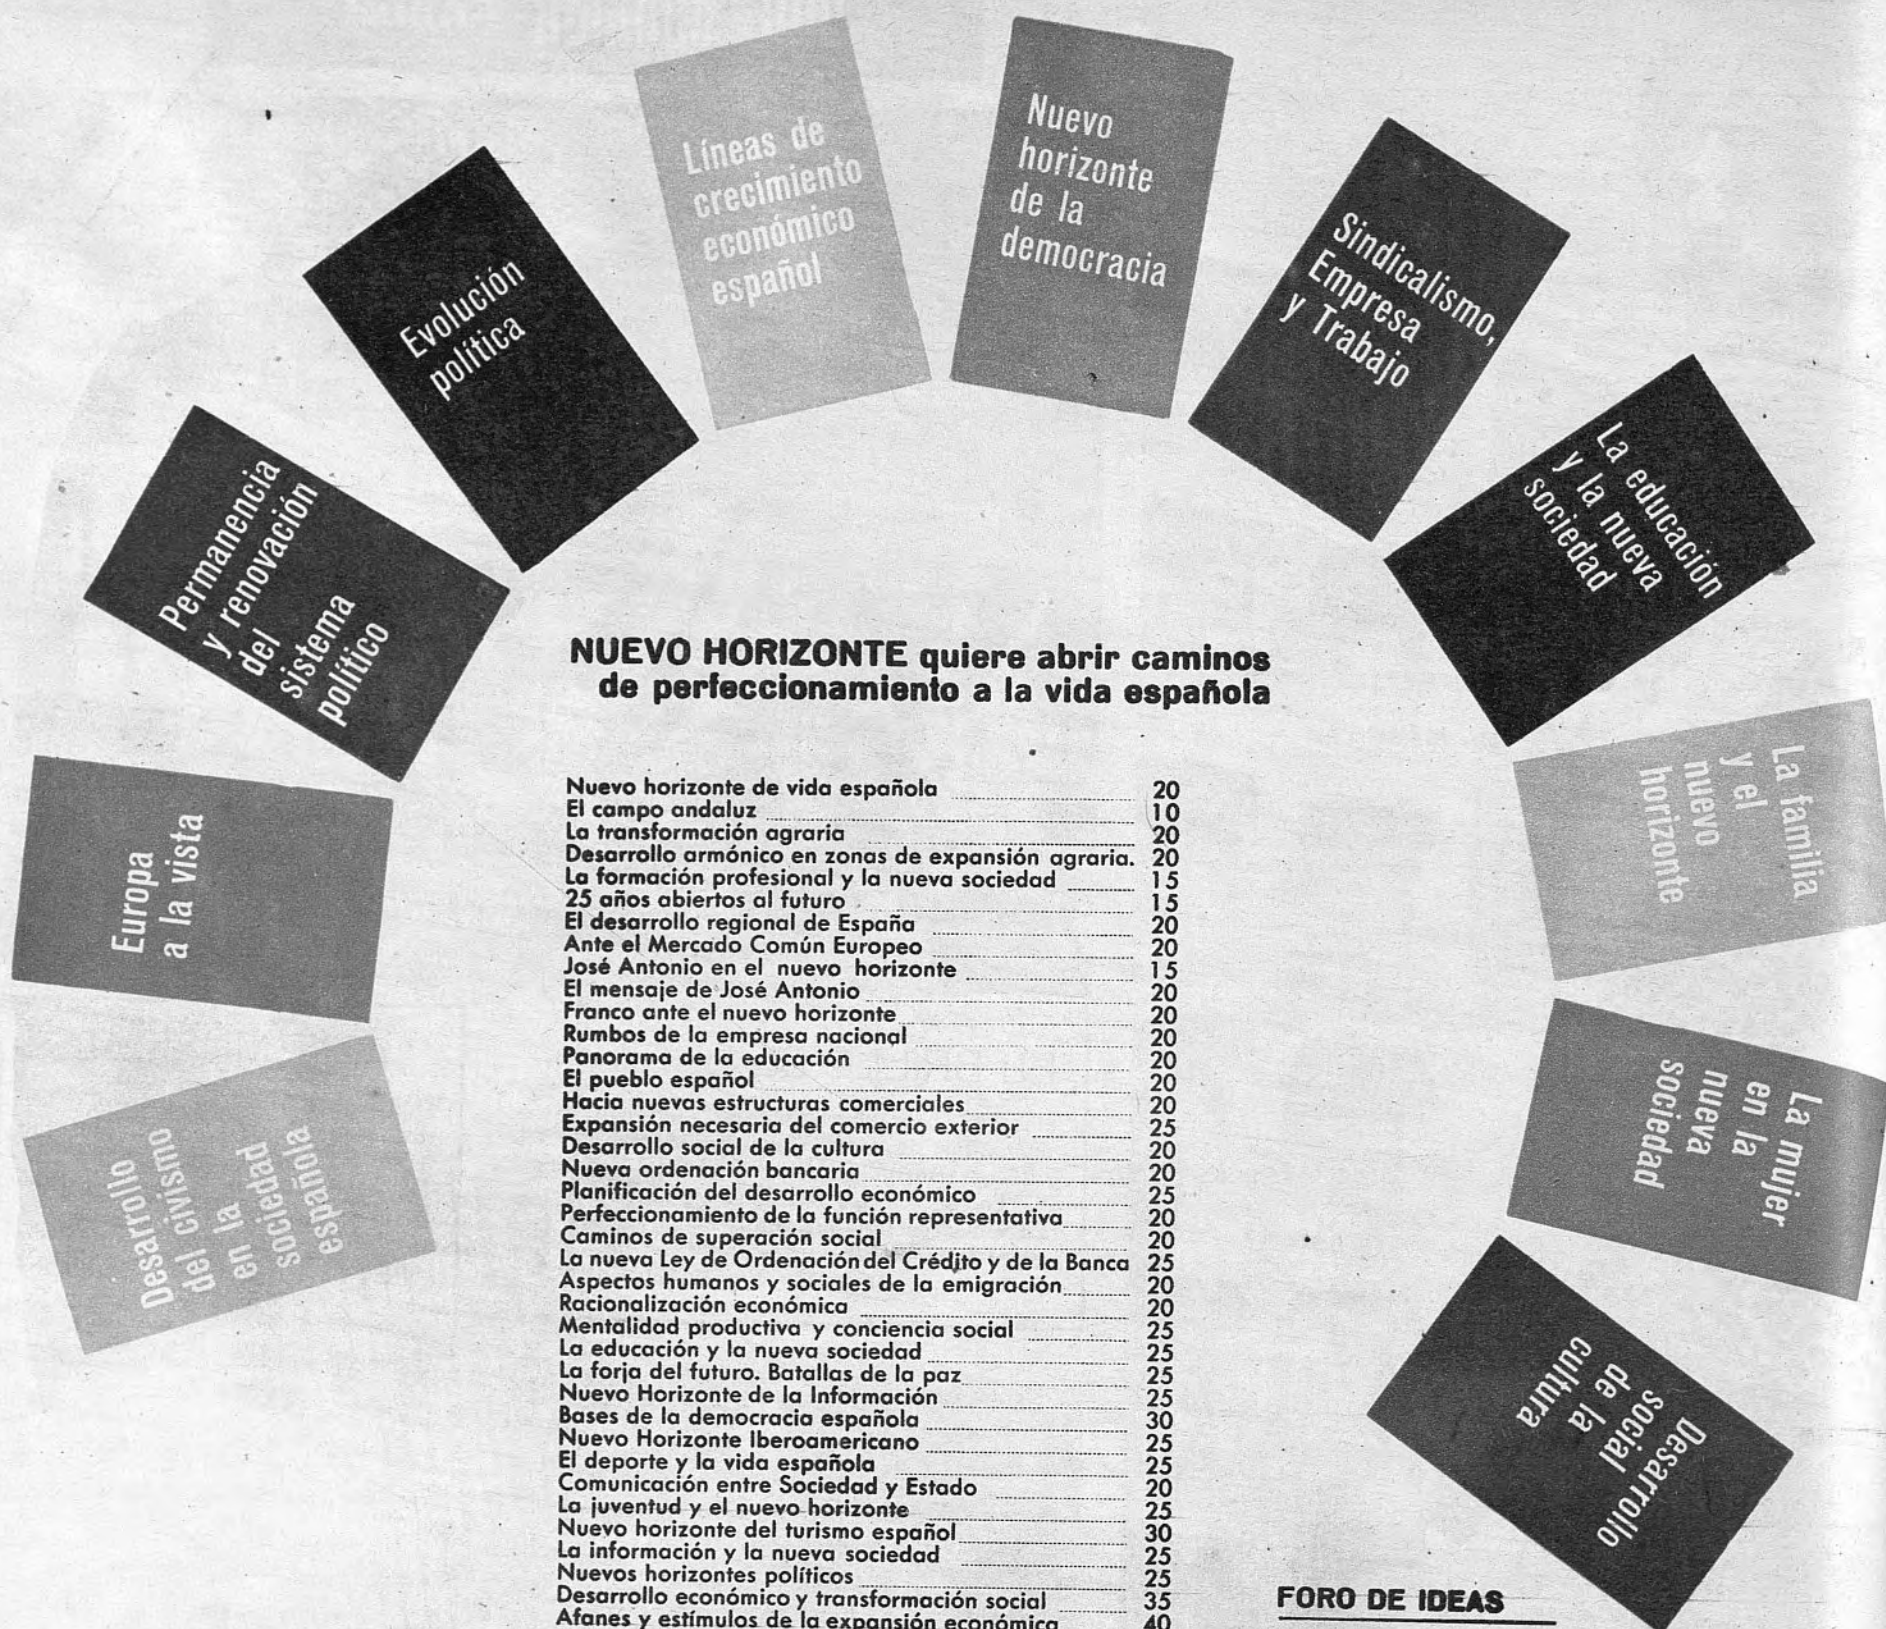 Desarrollo
del civismo
en la
sociedad
española
Europa
a la vista
Permanencia
y renovación
del
sistema
político
Evolución
política
Líneas de
crecimiento
económico
español
Nuevo
horizonte
de la
democracia
Sindicalismo,
Empresa
y Trabajo
La educación
y la nueva
sociedad
La familia
y el
nuevo
horizonte
La mujer
en la
nueva
sociedad
Desarrollo
social
de la
cultura
NUEVO HORIZONTE quiere abrir caminos
de perfeccionamiento a la vida española
Nuevo horizonte de vida española 20
El campo andaluz 10
La transformación agraria 20
Desarrollo armónico en zonas de expansión agraria. 20
La formación profesional y la nueva sociedad 15
25 años abiertos al futuro 15
El desarrollo regional de España 20
Ante el Mercado Común Europeo 20
José Antonio en el nuevo horizonte 15
El mensaje de José Antonio 20
Franco ante el nuevo horizonte 20
Rumbos de la empresa nacional 20
Panorama de la educación 20
El pueblo español 20
Hacia nuevas estructuras comerciales 20
Expansión necesaria del comercio exterior 25
Desarrollo social de la cultura 20
Nueva ordenación bancaria 20
Planificación del desarrollo económico 25
Perfeccionamiento de la función representativa 20
Caminos de superación social 20
La nueva Ley de Ordenación del Crédito y de la Banca 25
Aspectos humanos y sociales de la emigración 20
Racionalización económica 20
Mentalidad productiva y conciencia social 25
La educación y la nueva sociedad 25
La forja del futuro. Batallas de la paz 25
Nuevo Horizonte de la Información 25
Bases de la democracia española 30
Nuevo Horizonte Iberoamericano 25
El deporte y la vida española 25
Comunicación entre Sociedad y Estado 20
La juventud y el nuevo horizonte 25
Nuevo horizonte del turismo español 30
La información y la nueva sociedad 25
Nuevos horizontes políticos 25
Desarrollo económico y transformación social 35
Afanes y estímulos de la expansión económica 40
FORO DE IDEAS